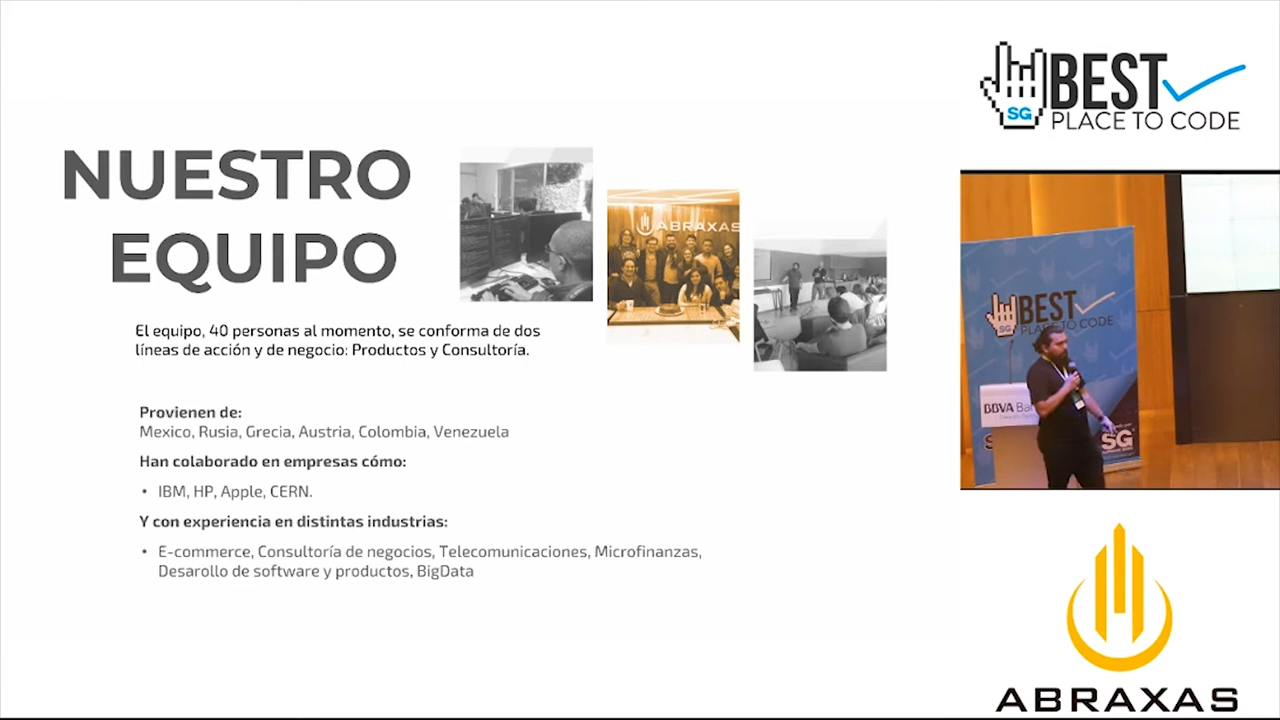 NUESTRO
EQUIPO
El equipo, 40 personas al momento, se conforma de dos
líneas de acción y de negocio: Productos y Consultoría.
Provienen de:
Mexico, Rusia, Grecia, Austria, Colombia, Venezuela
Han colaborado en empresas cómo:
• IBM, HP, Apple, CERN.
Y con experiencia en distintas industrias:
• E-commerce, Consultoría de negocios, Telecomunicaciones, Microfinanzas,
Desarollo de software y productos, BigData
ABRAXAS
SG BEST
PLACE TO CODE
SG BEST
PLACE TO CODE
BBVA
SG
ABRAXAS